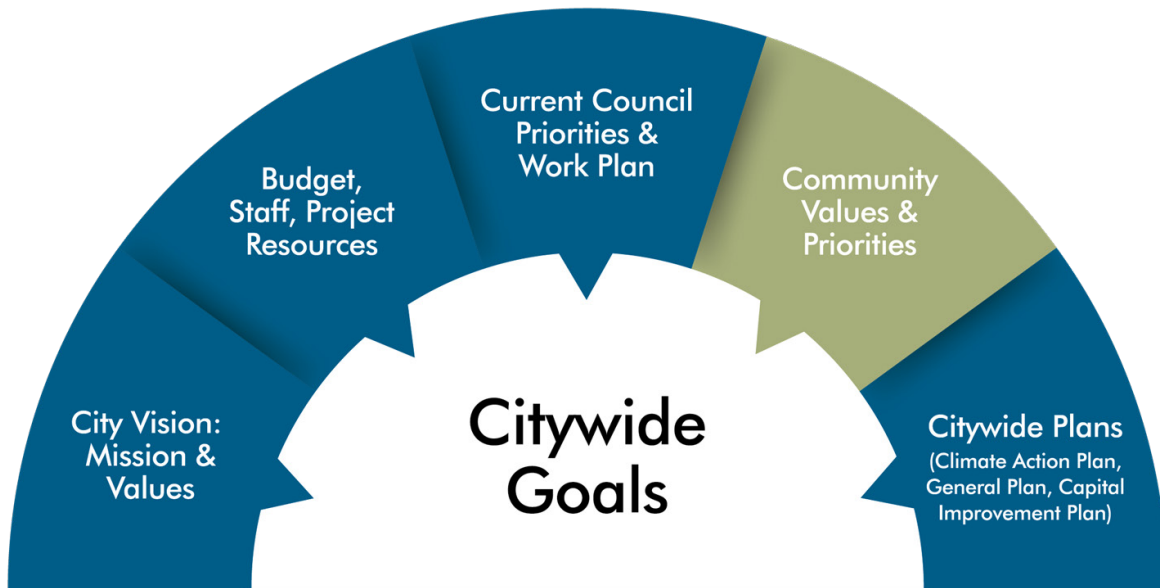 City Vision:
Mission &
Values
Budget,
Staff, Project
Resources
Current Council
Priorities &
Work Plan
Community
Values &
Priorities
Citywide Plans
(Climate Action Plan,
General Plan, Capital
Improvement Plan)
Citywide
Goals